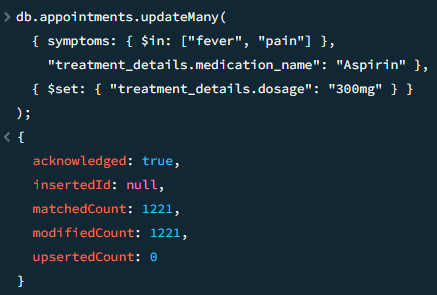 > db.appointments.updateMany(
{ symptoms: { $in: ["fever", "pain"] },
"treatment_details.medication_name": "Aspirin" },
{ $set: { "treatment_details.dosage": "300mg" } }
);
< {
acknowledged: true,
insertedId: null,
matchedCount: 1221,
modifiedCount: 1221,
upsertedCount: 0
}